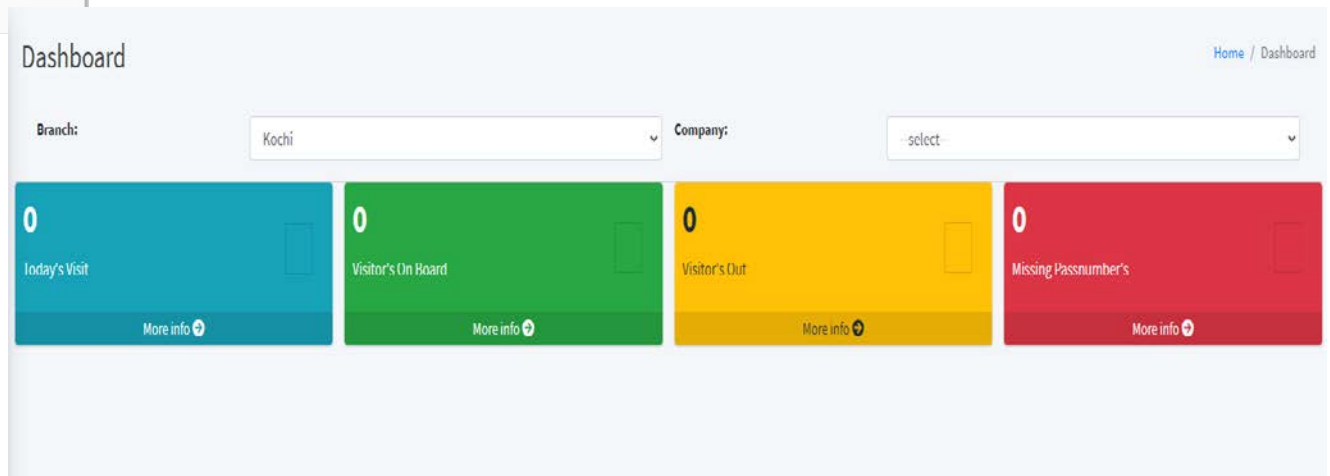 Dashboard
Home / Dashboard
Branch:
Kochi
Company:
--select--
0
Today's Visit
More info
0
Visitor's On Board
More info
0
Visitor's Out
More info
0
Missing Passnumber's
More info